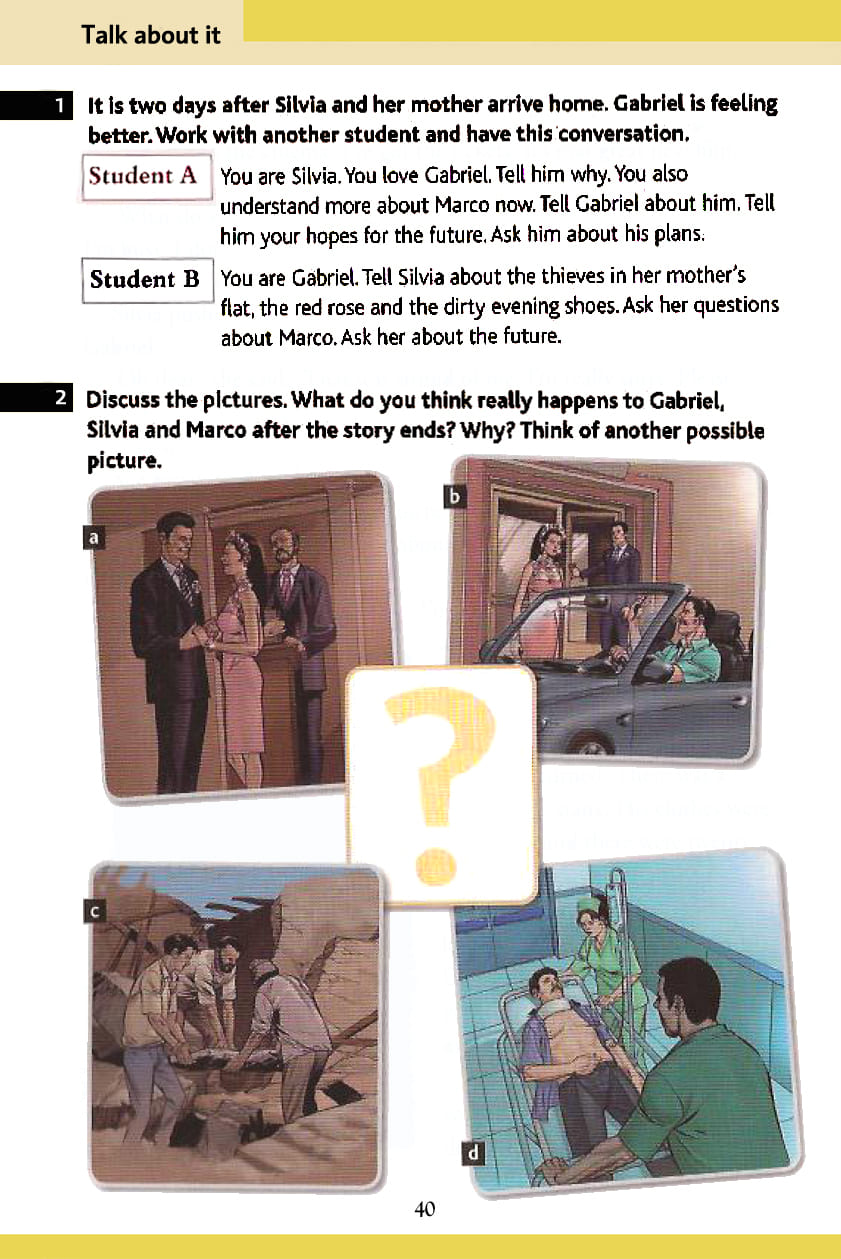 Talk about it
1 It is two days after Silvia and her mother arrive home. Gabriel is feeling
better. Work with another student and have this conversation.
Student A You are Silvia. You love Gabriel. Tell him why. You also
understand more about Marco now. Tell Gabriel about him. Tell
him your hopes for the future. Ask him about his plans.
Student B You are Gabriel. Tell Silvia about the thieves in her mother's
flat, the red rose and the dirty evening shoes. Ask her questions
about Marco. Ask her about the future.
2 Discuss the pictures. What do you think really happens to Gabriel,
Silvia and Marco after the story ends? Why? Think of another possible
picture.
a
b
?
c
d
40